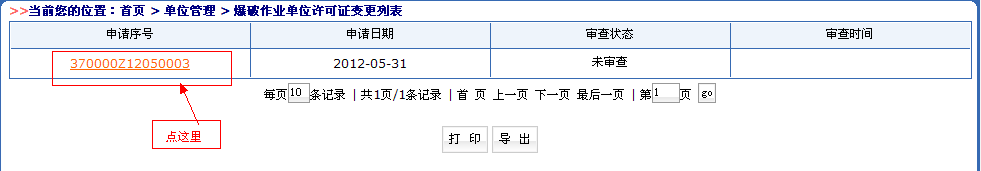 >>当前您的位置：首页 > 单位管理 > 爆破作业单位许可证变更列表
申请序号 申请日期 审查状态 审查时间
370000Z12050003 2012-05-31 未审查
每页10条记录 | 共1页/1条记录 | 首 页 上一页 下一页 最后一页 | 第1页 go
点这里
打 印 导 出